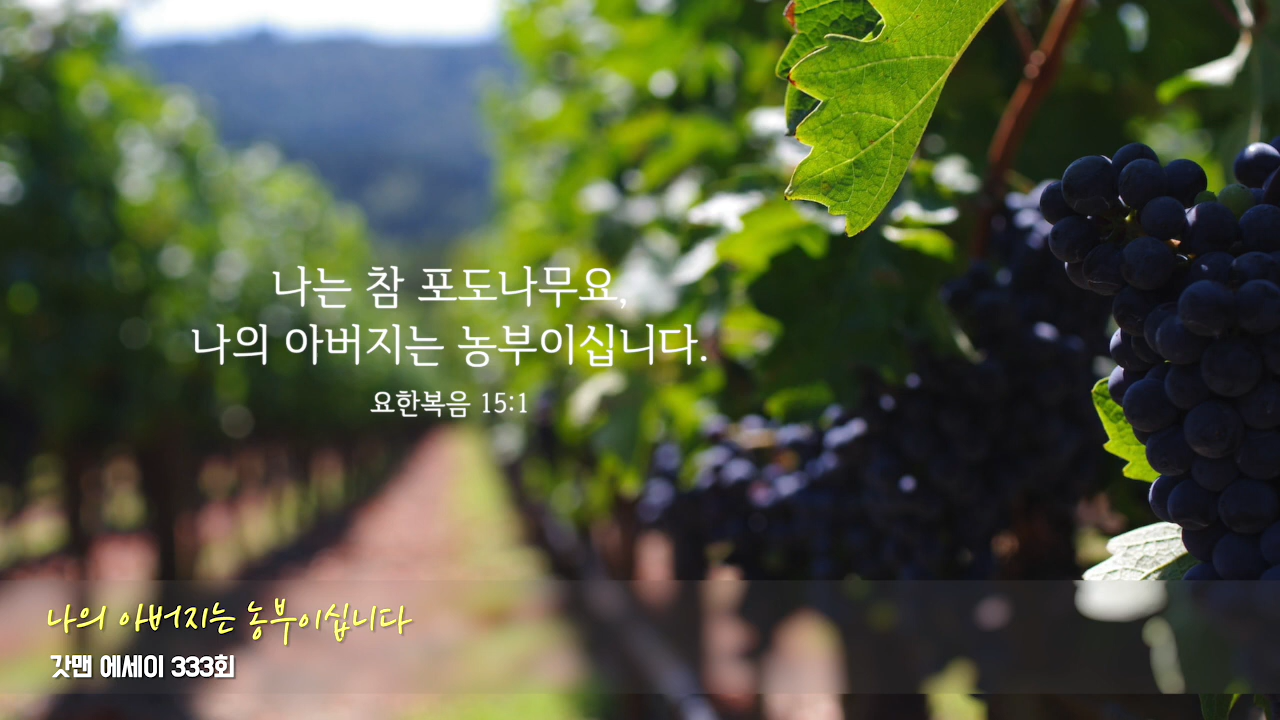 나는 참 포도나무요,
나의 아버지는 농부이십니다.
요한복음 15:1
나의 아버지는 농부이십니다
갓맨 에세이 333회